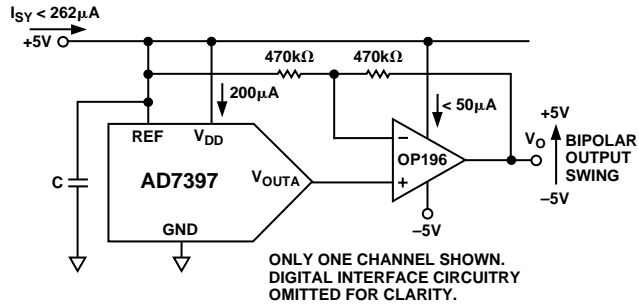 I_SY < 262µA
+5V
470kΩ 470kΩ
200µA
< 50µA
REF V_DD
+5V
− 
OP196
V_O
BIPOLAR
OUTPUT
SWING
C
AD7397
V_OUTA
+
−5V
GND
−5V
ONLY ONE CHANNEL SHOWN.
DIGITAL INTERFACE CIRCUITRY
OMITTED FOR CLARITY.